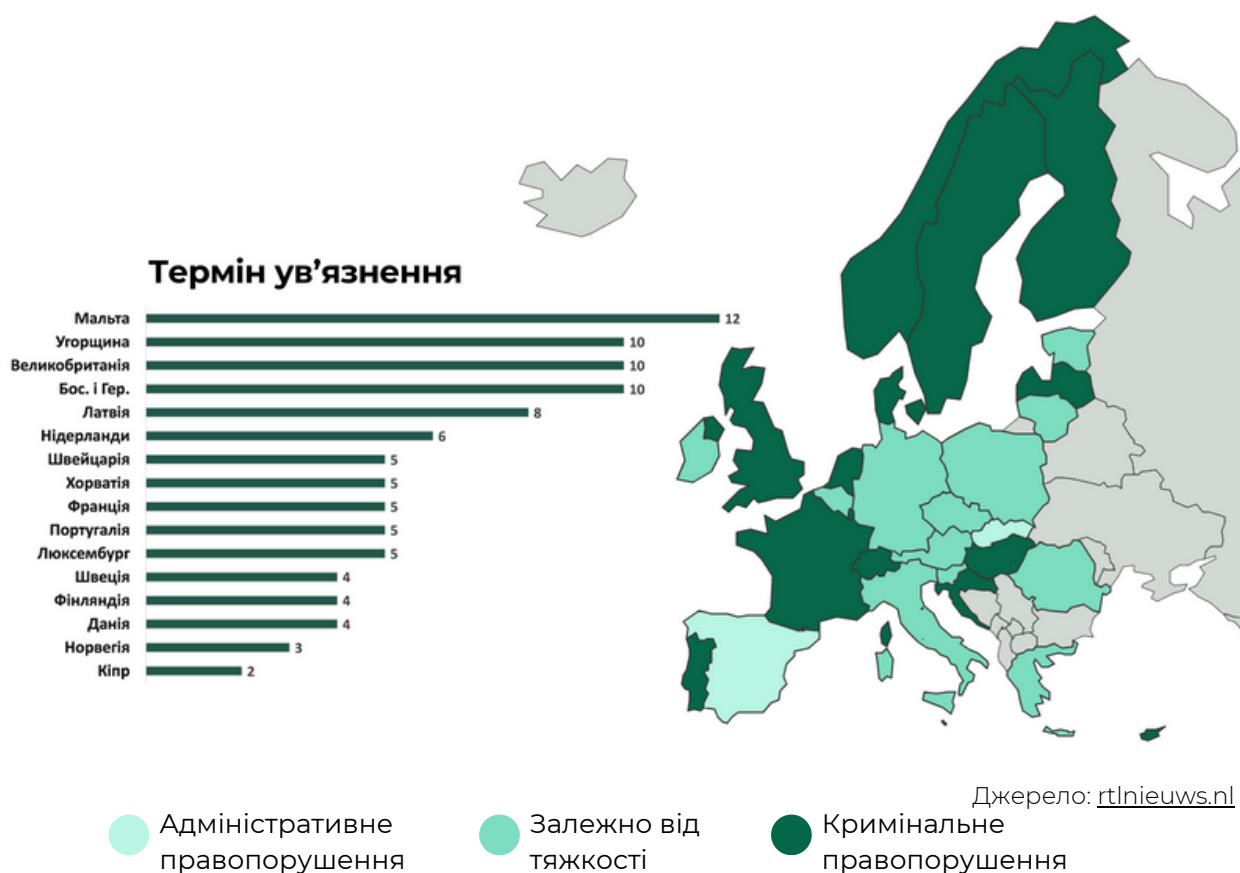 Термін ув’язнення
Мальта 12
Угорщина 10
Великобританія 10
Бос. і Гер. 10
Латвія 8
Нідерланди 6
Швейцарія 5
Хорватія 5
Франція 5
Португалія 5
Люксембург 5
Швеція 4
Фінляндія 4
Данія 4
Норвегія 3
Кіпр 2
Джерело: rtlnieuws.nl
Адміністративне
правопорушення
Залежно від
тяжкості
Кримінальне
правопорушення